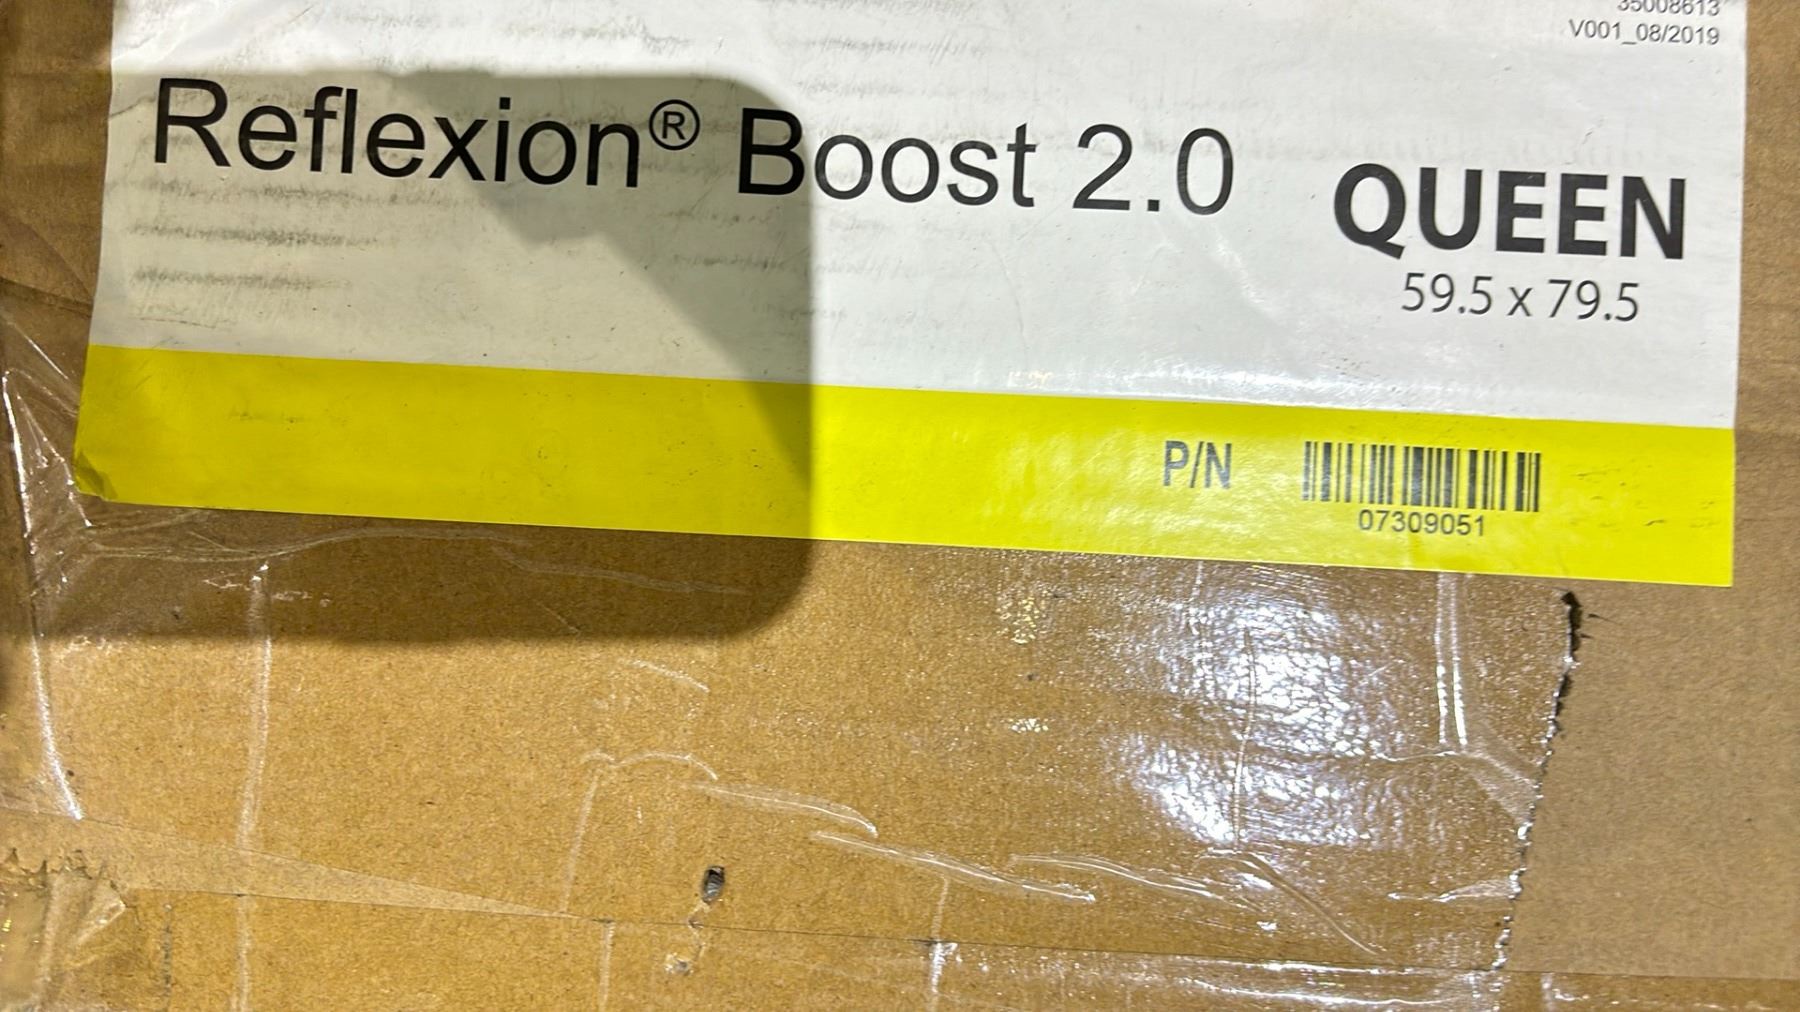 35008613
V001_08/2019
Reflexion® Boost 2.0
QUEEN
59.5 x 79.5
P/N
07309051